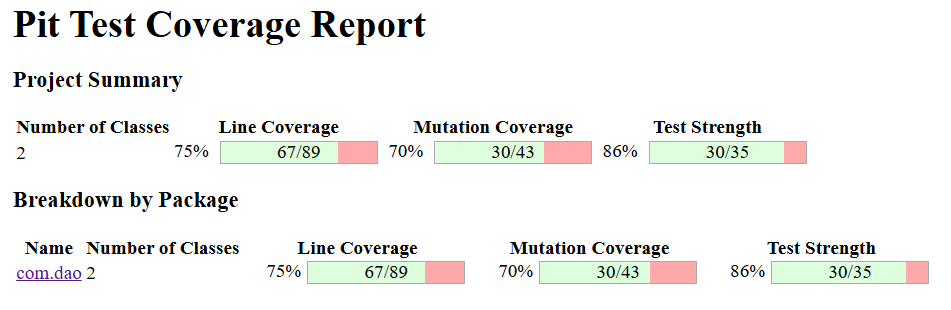 Pit Test Coverage Report
Project Summary
Number of Classes Line Coverage Mutation Coverage Test Strength
2 75% 67/89 70% 30/43 86% 30/35
Breakdown by Package
Name Number of Classes Line Coverage Mutation Coverage Test Strength
com.dao 2 75% 67/89 70% 30/43 86% 30/35